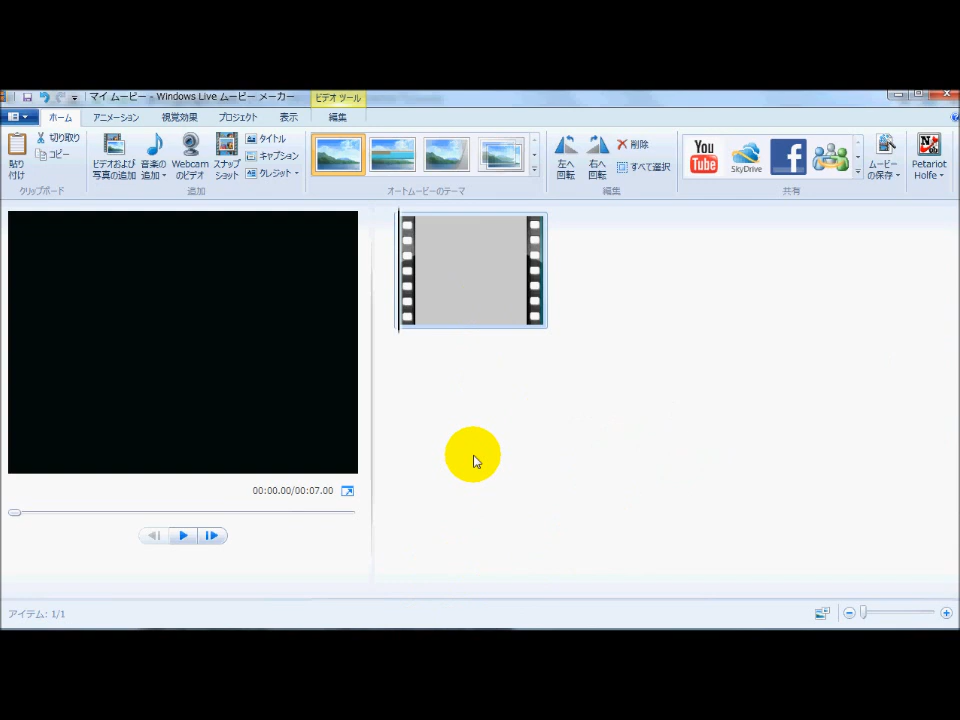 マイ ムービー - Windows Live ムービー メーカー
ビデオ ツール
ホーム アニメーション 視覚効果 プロジェクト 表示 編集
貼り付け
切り取り
コピー
クリップボード
ビデオおよび写真の追加
音楽の追加
Webcam のビデオ
スナップショット
タイトル
キャプション
クレジット
追加
オートムービーのテーマ
左へ回転
右へ回転
削除
すべて選択
編集
You Tube
SkyDrive
f
共有
ムービーの保存
Petariot Holfe
00:00.00/00:07.00
アイテム: 1/1